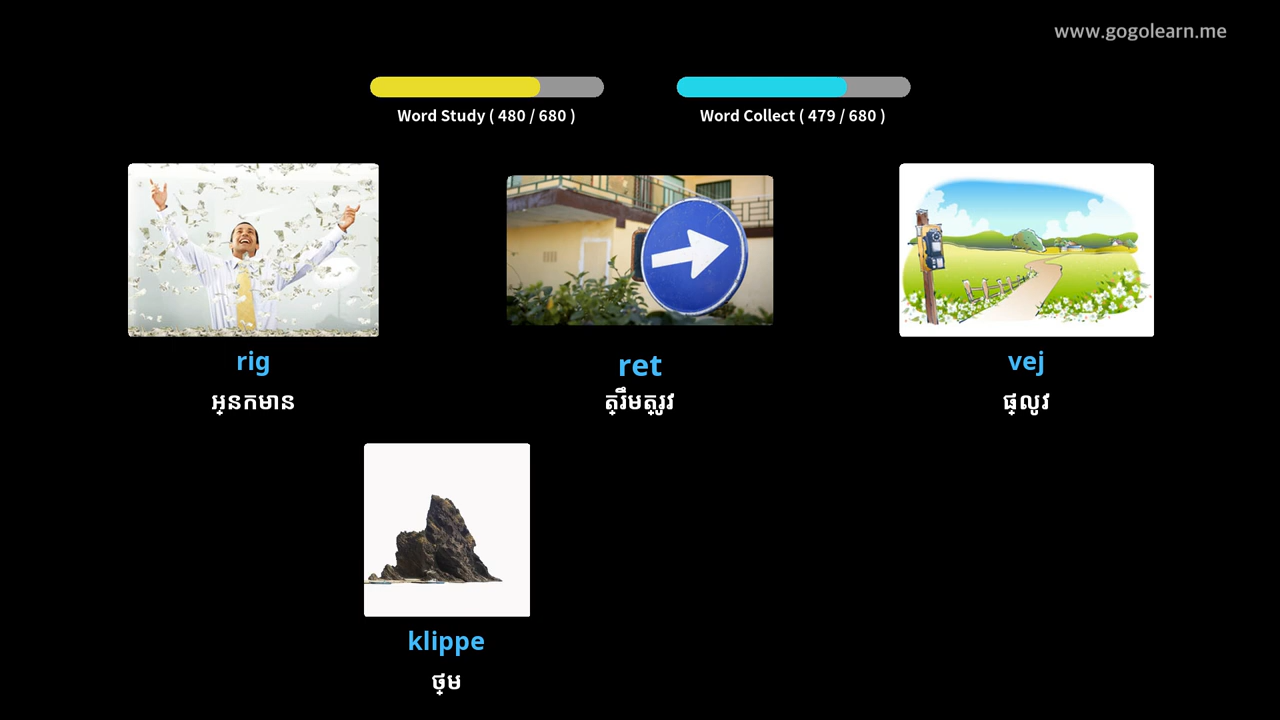 www.gogolearn.me
Word Study ( 480 / 680 )
Word Collect ( 479 / 680 )
rig
ret
vej
អ្នកមាន
ត្រឹមត្រូវ
ផ្លូវ
klippe
ថ្ម